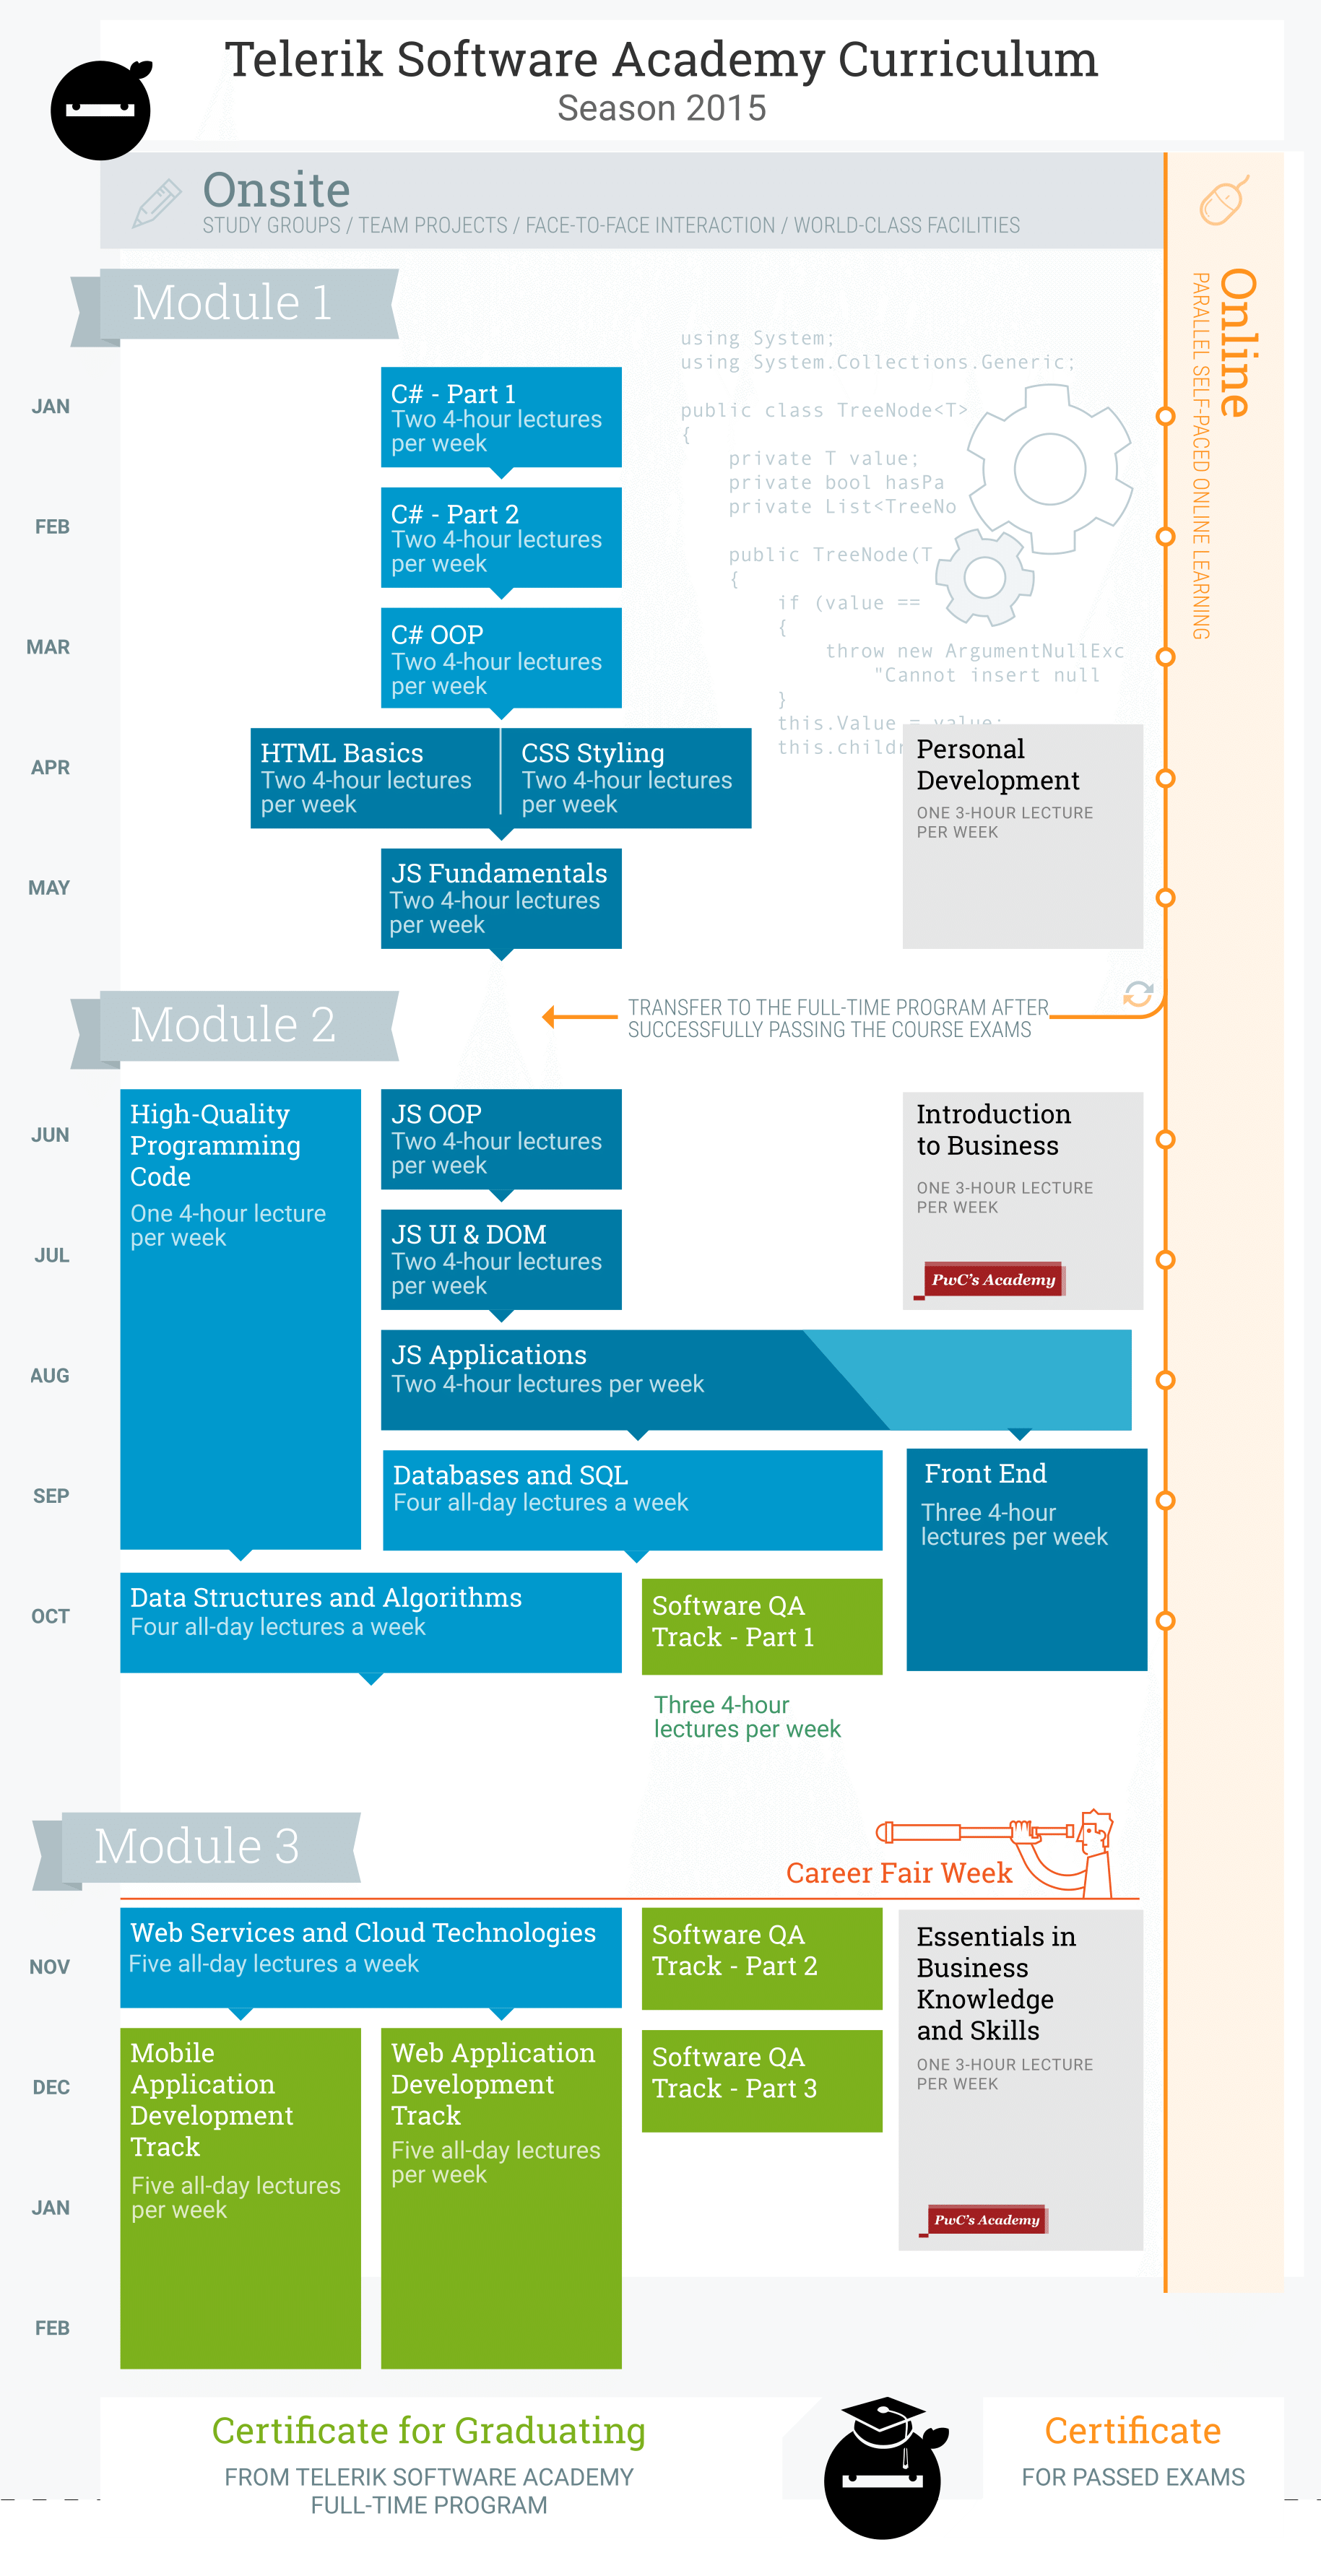 Telerik Software Academy Curriculum
Season 2015
Onsite
STUDY GROUPS / TEAM PROJECTS / FACE-TO-FACE INTERACTION / WORLD-CLASS FACILITIES
Online
PARALLEL SELF-PACED ONLINE LEARNING
Module 1
using System;
using System.Collections.Generic;
public class TreeNode<T>
{
private T value;
private bool hasPa
private List<TreeNo
public TreeNode(T
{
if (value ==
{
throw new ArgumentNullExc
"Cannot insert null
}
this.Value = value;
this.childr
JAN
C# - Part 1
Two 4-hour lectures
per week
FEB
C# - Part 2
Two 4-hour lectures
per week
MAR
C# OOP
Two 4-hour lectures
per week
APR
HTML Basics
Two 4-hour lectures
per week
CSS Styling
Two 4-hour lectures
per week
Personal
Development
ONE 3-HOUR LECTURE
PER WEEK
MAY
JS Fundamentals
Two 4-hour lectures
per week
Module 2
TRANSFER TO THE FULL-TIME PROGRAM AFTER
SUCCESSFULLY PASSING THE COURSE EXAMS
JUN
High-Quality
Programming
Code
One 4-hour lecture
per week
JS OOP
Two 4-hour lectures
per week
Introduction
to Business
ONE 3-HOUR LECTURE
PER WEEK
PwC's Academy
JUL
JS UI & DOM
Two 4-hour lectures
per week
AUG
JS Applications
Two 4-hour lectures per week
SEP
Databases and SQL
Four all-day lectures a week
Front End
Three 4-hour
lectures per week
OCT
Data Structures and Algorithms
Four all-day lectures a week
Software QA
Track - Part 1
Three 4-hour
lectures per week
Module 3
Career Fair Week
NOV
Web Services and Cloud Technologies
Five all-day lectures a week
Software QA
Track - Part 2
Essentials in
Business
Knowledge
and Skills
ONE 3-HOUR LECTURE
PER WEEK
PwC's Academy
DEC
Mobile
Application
Development
Track
Five all-day lectures
per week
Web Application
Development
Track
Five all-day lectures
per week
Software QA
Track - Part 3
JAN
FEB
Certificate for Graduating
FROM TELERIK SOFTWARE ACADEMY
FULL-TIME PROGRAM
Certificate
FOR PASSED EXAMS